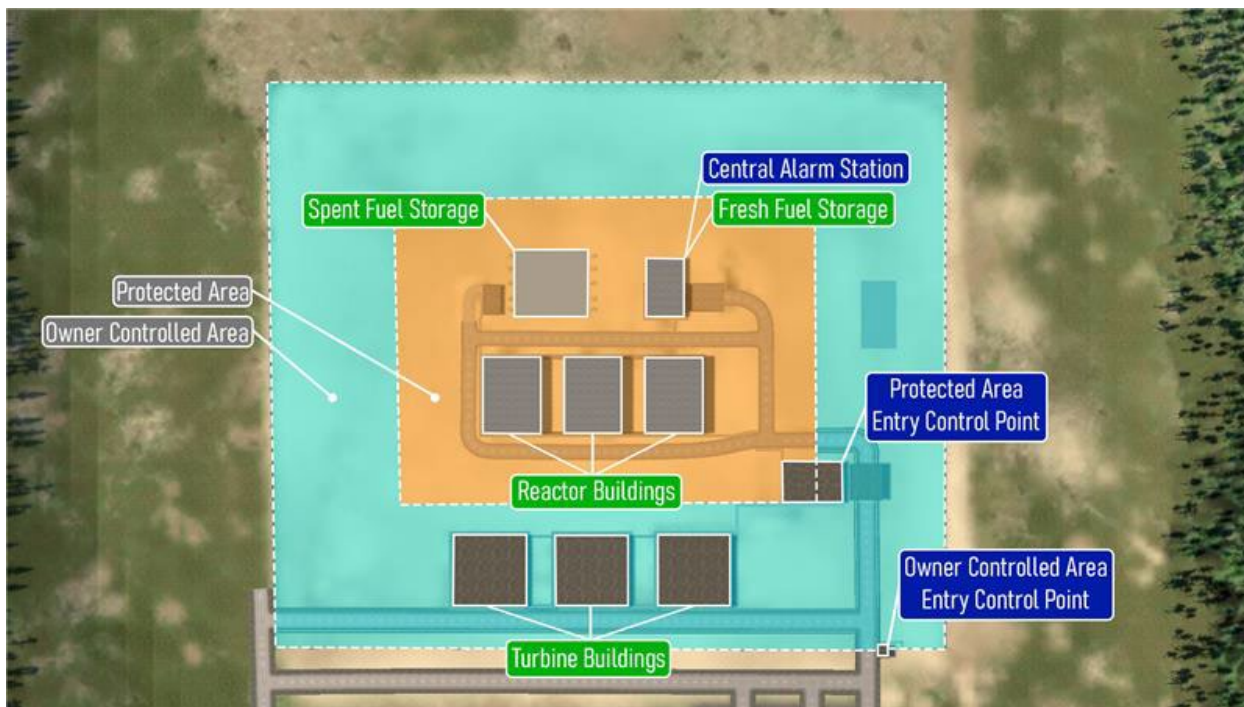 Central Alarm Station
Spent Fuel Storage
Fresh Fuel Storage
Protected Area
Owner Controlled Area
Protected Area
Entry Control Point
Reactor Buildings
Owner Controlled Area
Entry Control Point
Turbine Buildings